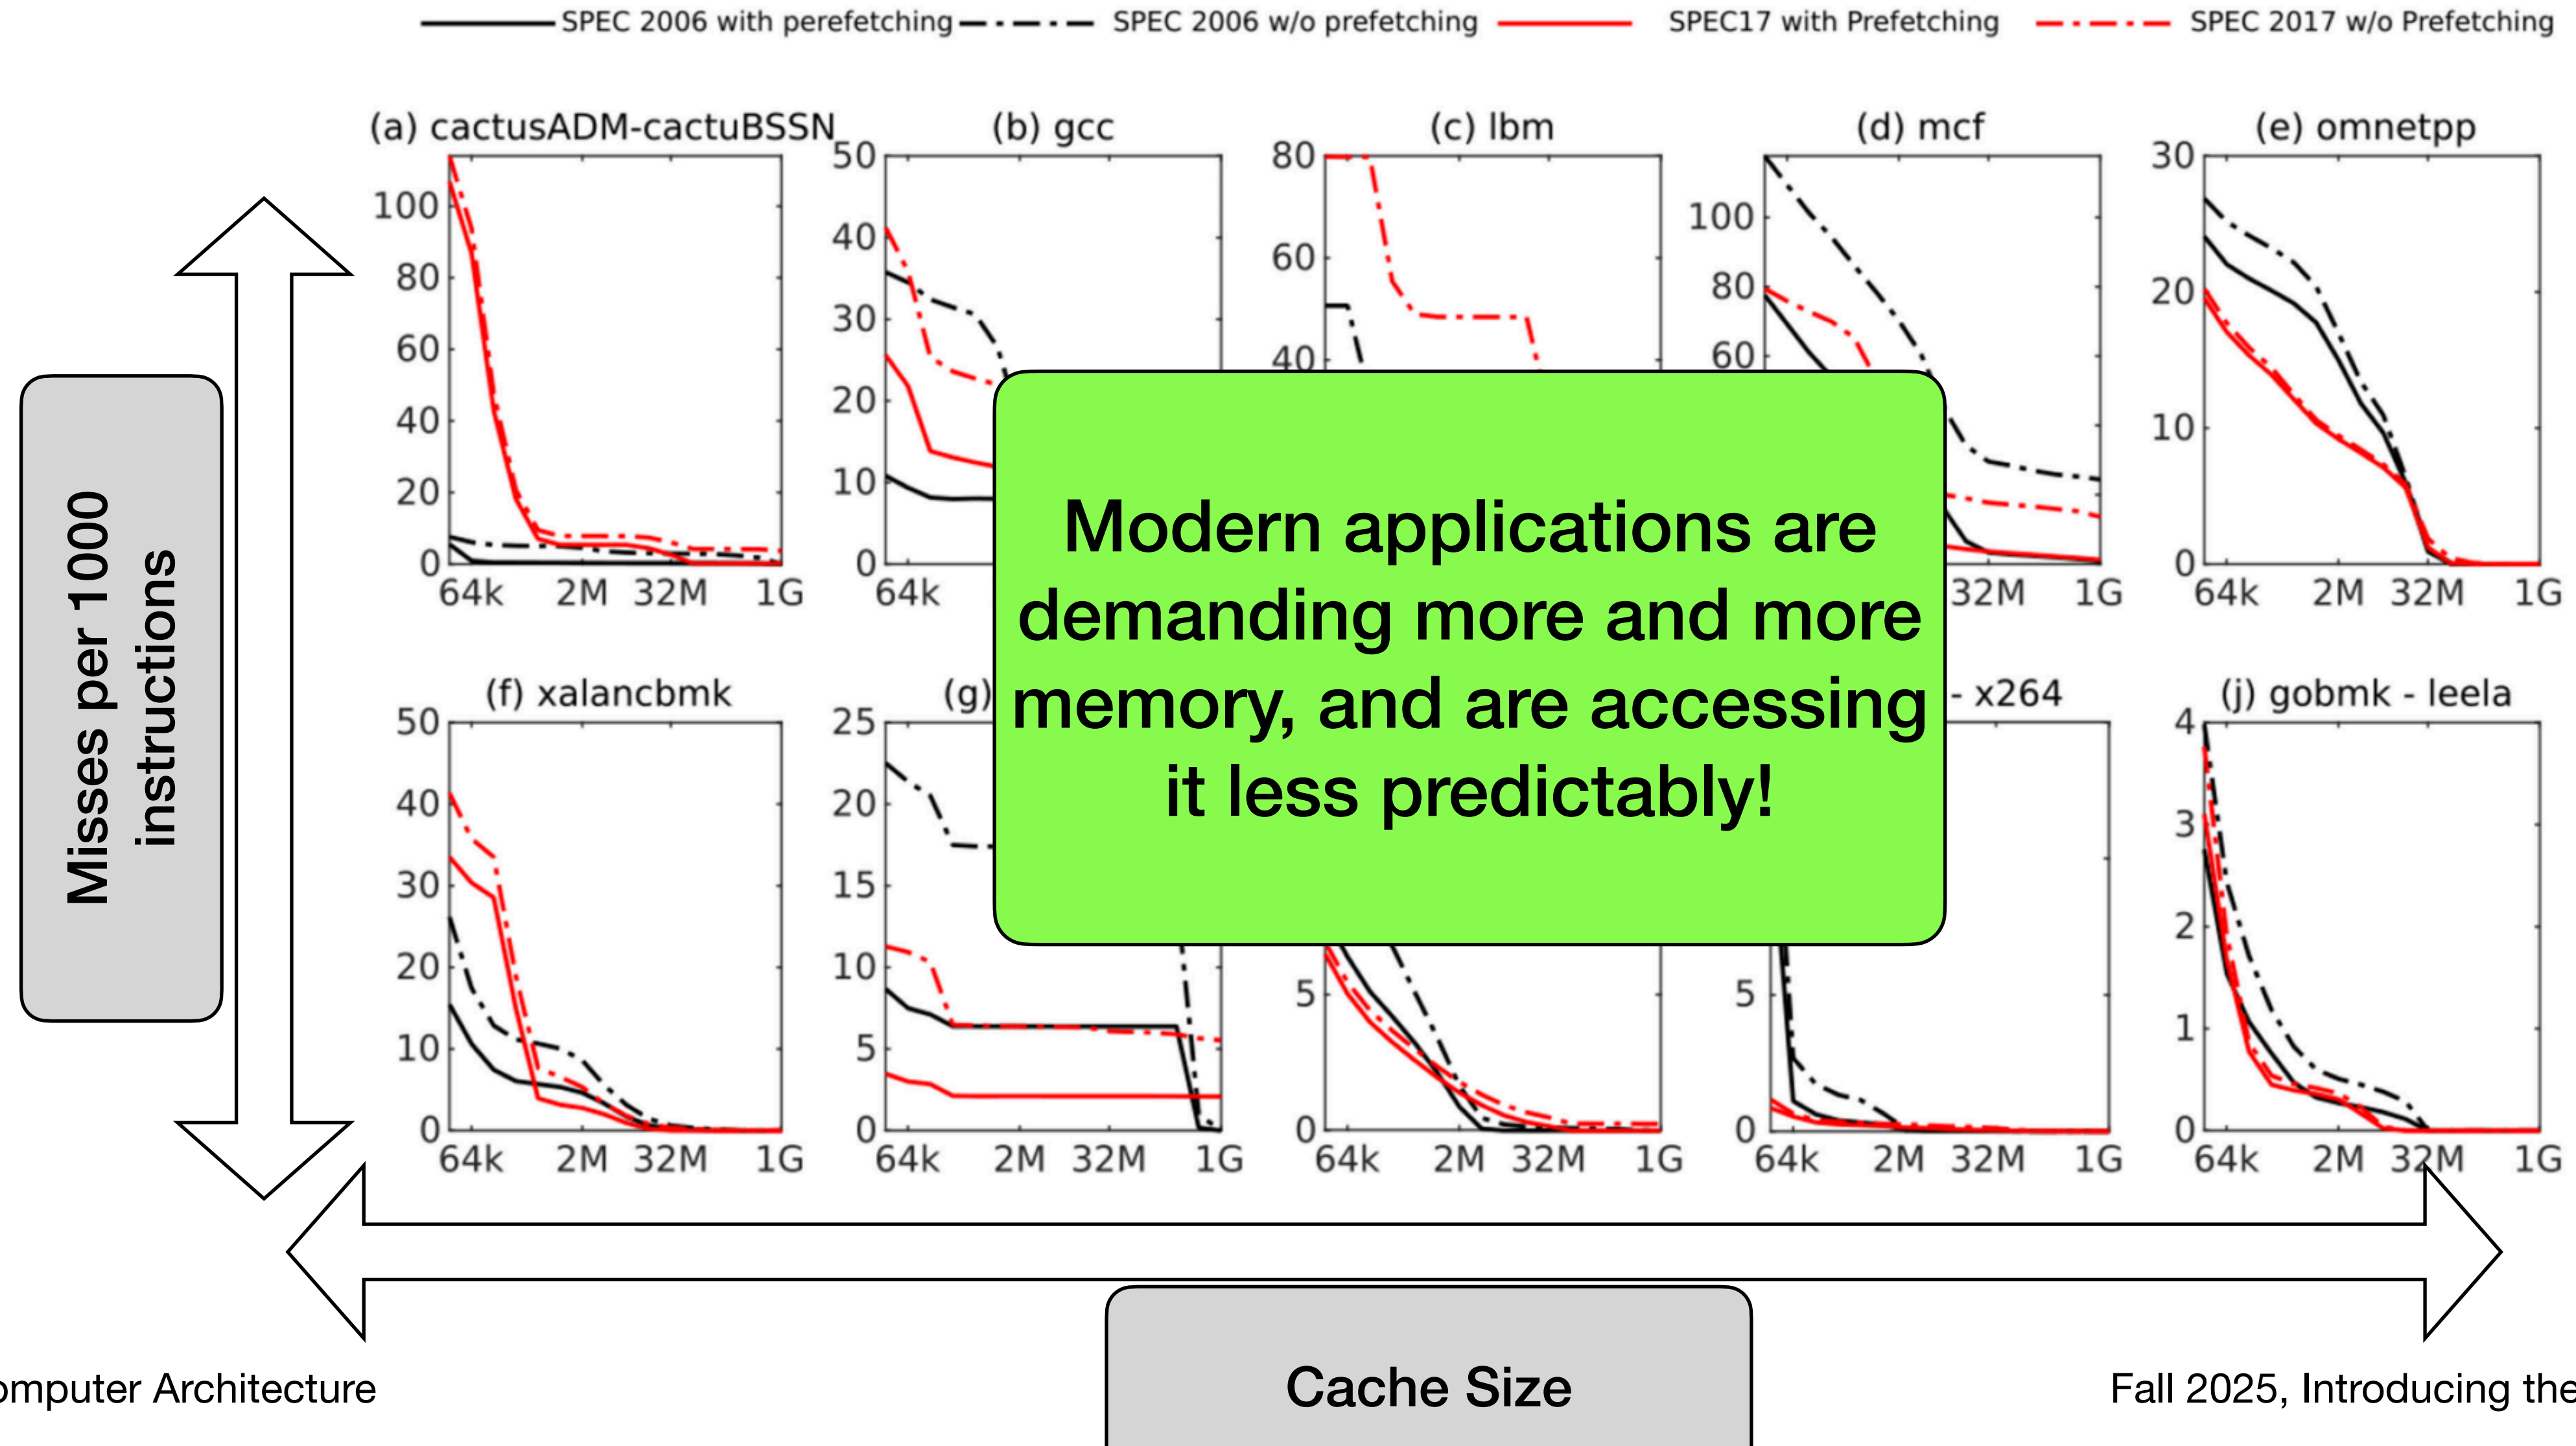 SPEC 2006 with perefetching SPEC 2006 w/o prefetching SPEC17 with Prefetching SPEC 2017 w/o Prefetching
(a) cactusADM-cactuBSSN (b) gcc (c) lbm (d) mcf (e) omnetpp
100
80
60
40
20
0
64k 2M 32M 1G
50
40
30
20
10
0
64k
80
60
40
100
80
60
32M 1G
30
20
10
0
64k 2M 32M 1G
Modern applications are
demanding more and more
memory, and are accessing
it less predictably!
Misses per 1000
instructions
(f) xalancbmk (g) - x264 (j) gobmk - leela
50
40
30
20
10
0
64k 2M 32M 1G
25
20
15
10
5
0
64k 2M 32M 1G
5
0
64k 2M 32M 1G
5
0
64k 2M 32M 1G
4
3
2
1
0
64k 2M 32M 1G
Cache Size
omputer Architecture
Fall 2025, Introducing the